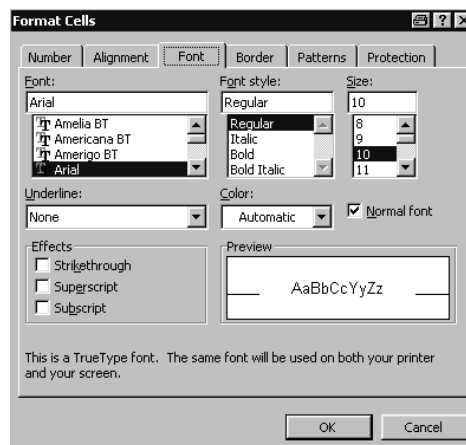 Format Cells
Number Alignment Font Border Patterns Protection
Font: Font style: Size:
Arial Regular 10
Amelia BT Regular 8
Americana BT Italic 9
Amerigo BT Bold 10
Arial Bold Italic 11
Underline: Color:
None Automatic Normal font
Effects Preview
Strikethrough
Superscript AaBbCcYyZz
Subscript
This is a TrueType font. The same font will be used on both your printer
and your screen.
OK Cancel